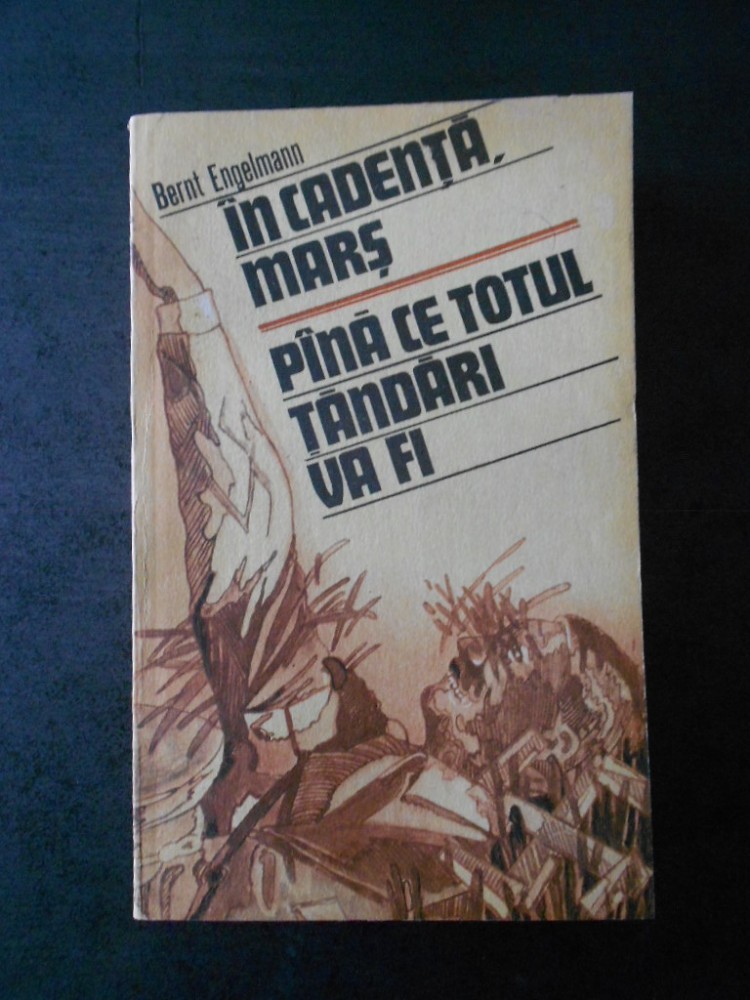 Bernt Engelmann
ÎN CADENȚĂ,
MARȘ
PÎNĂ CE TOTUL
ȚĂNDĂRI
VA FI